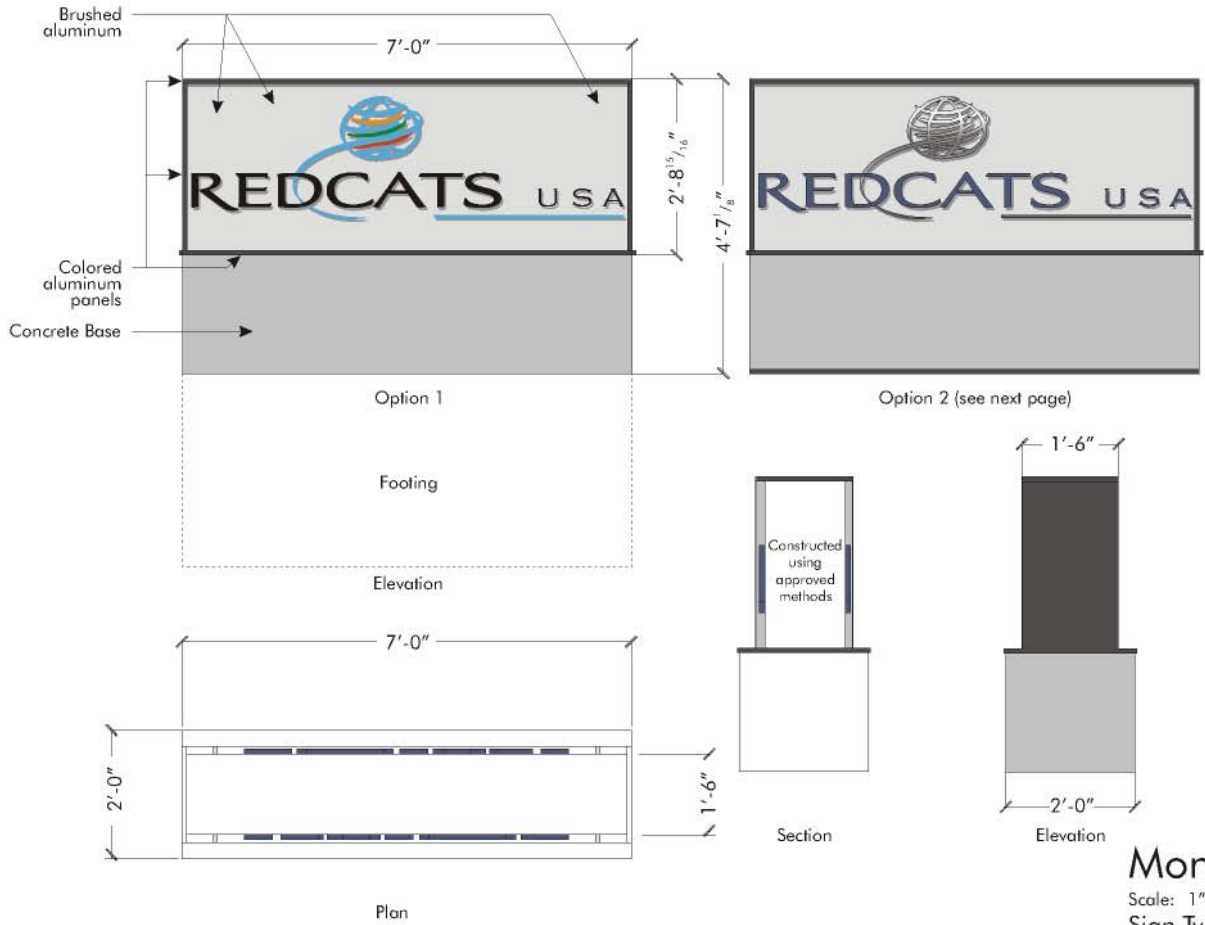 Brushed
aluminum
7’-0”
REDCATS USA
REDCATS USA
2’-8 15/16”
4’-7 1/8”
Colored
aluminum
panels
Concrete Base
Option 1
Option 2 (see next page)
Footing
Elevation
1’-6”
Constructed
using
approved
methods
7’-0”
2’-0”
1’-6”
2’-0”
Section
Elevation
Plan
Scale: 1”